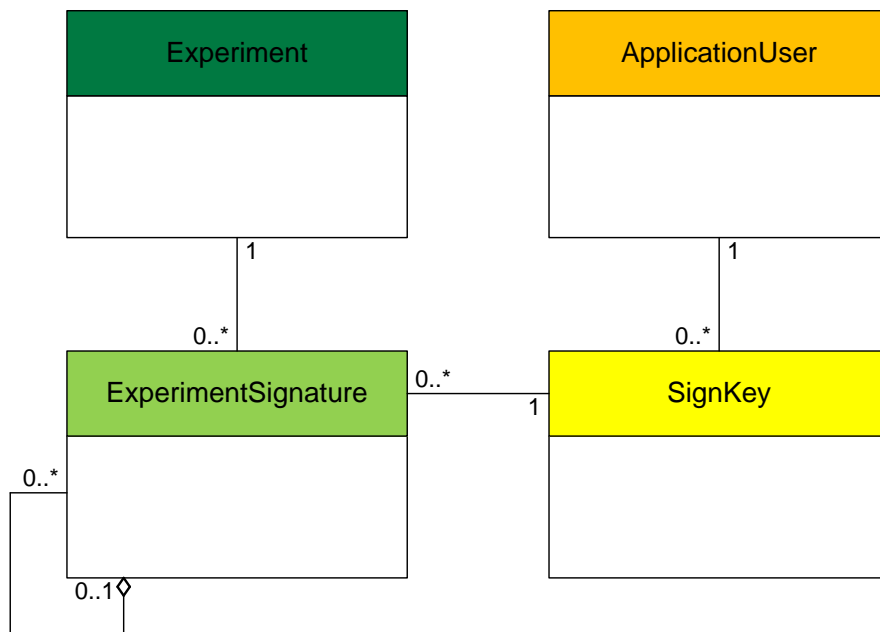 Experiment
ApplicationUser
1
1
0..*
0..*
ExperimentSignature
0..*
1
SignKey
0..*
0..1